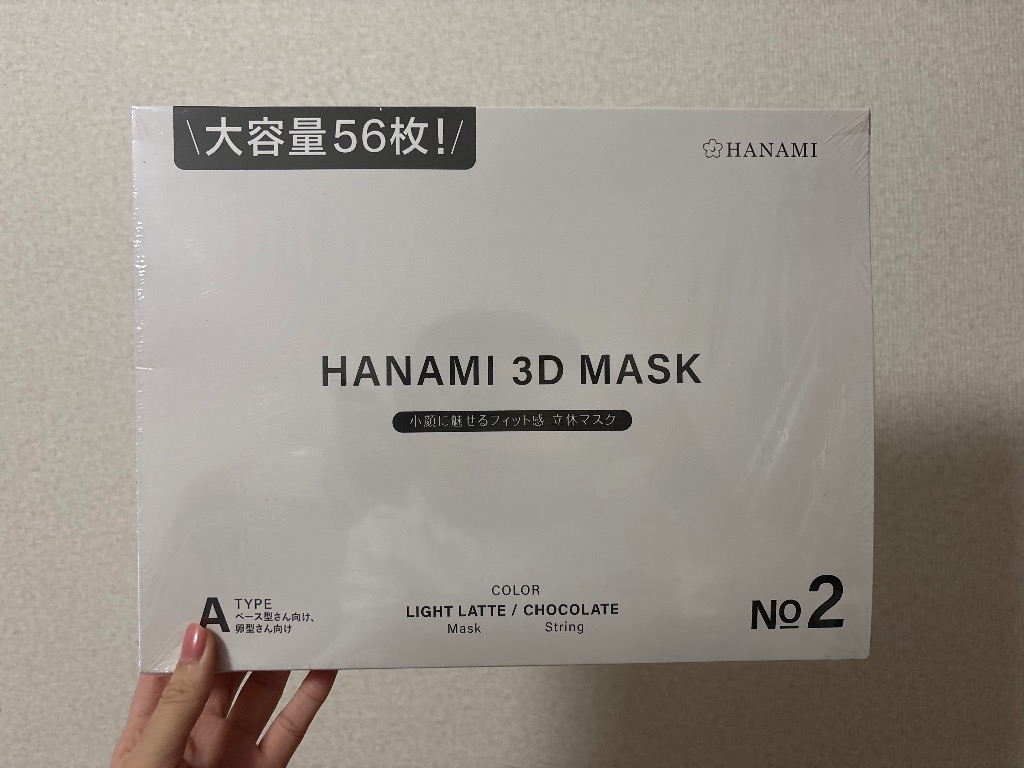 \大容量56枚!/
HANAMI
HANAMI 3D MASK
小顔に魅せるフィット感 立体マスク
A TYPE
ベース型さん向け、
卵型さん向け
COLOR
LIGHT LATTE / CHOCOLATE
Mask String
No 2